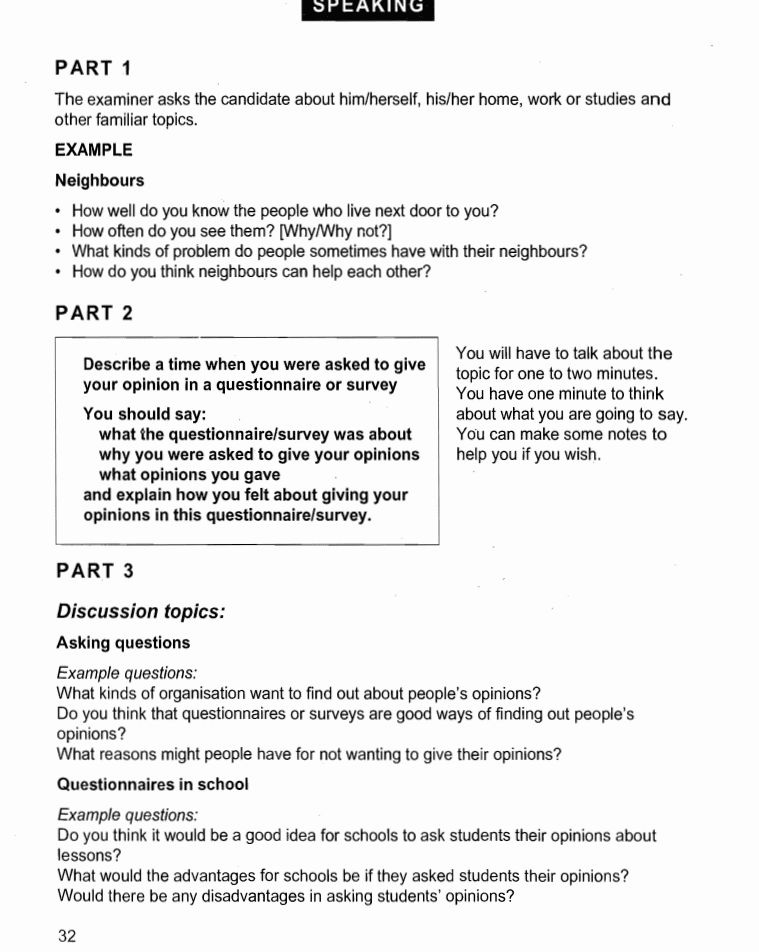 SPEAKING
PART 1
The examiner asks the candidate about him/herself, his/her home, work or studies and
other familiar topics.
EXAMPLE
Neighbours
• How well do you know the people who live next door to you?
• How often do you see them? [Why/Why not?]
• What kinds of problem do people sometimes have with their neighbours?
• How do you think neighbours can help each other?
PART 2
Describe a time when you were asked to give
your opinion in a questionnaire or survey
You should say:
what the questionnaire/survey was about
why you were asked to give your opinions
what opinions you gave
and explain how you felt about giving your
opinions in this questionnaire/survey.
You will have to talk about the
topic for one to two minutes.
You have one minute to think
about what you are going to say.
You can make some notes to
help you if you wish.
PART 3
Discussion topics:
Asking questions
Example questions:
What kinds of organisation want to find out about people's opinions?
Do you think that questionnaires or surveys are good ways of finding out people's
opinions?
What reasons might people have for not wanting to give their opinions?
Questionnaires in school
Example questions:
Do you think it would be a good idea for schools to ask students their opinions about
lessons?
What would the advantages for schools be if they asked students their opinions?
Would there be any disadvantages in asking students' opinions?
32